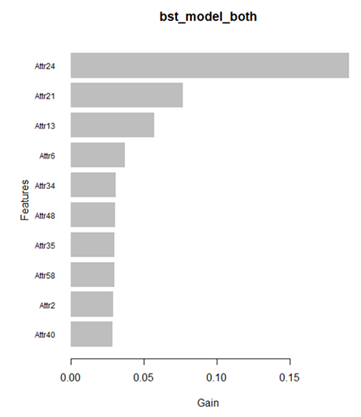 bst_model_both
Attr24
Attr21
Attr13
Attr6
Attr34
Attr48
Attr35
Attr58
Attr2
Attr40
Features
0.00 0.05 0.10 0.15
Gain